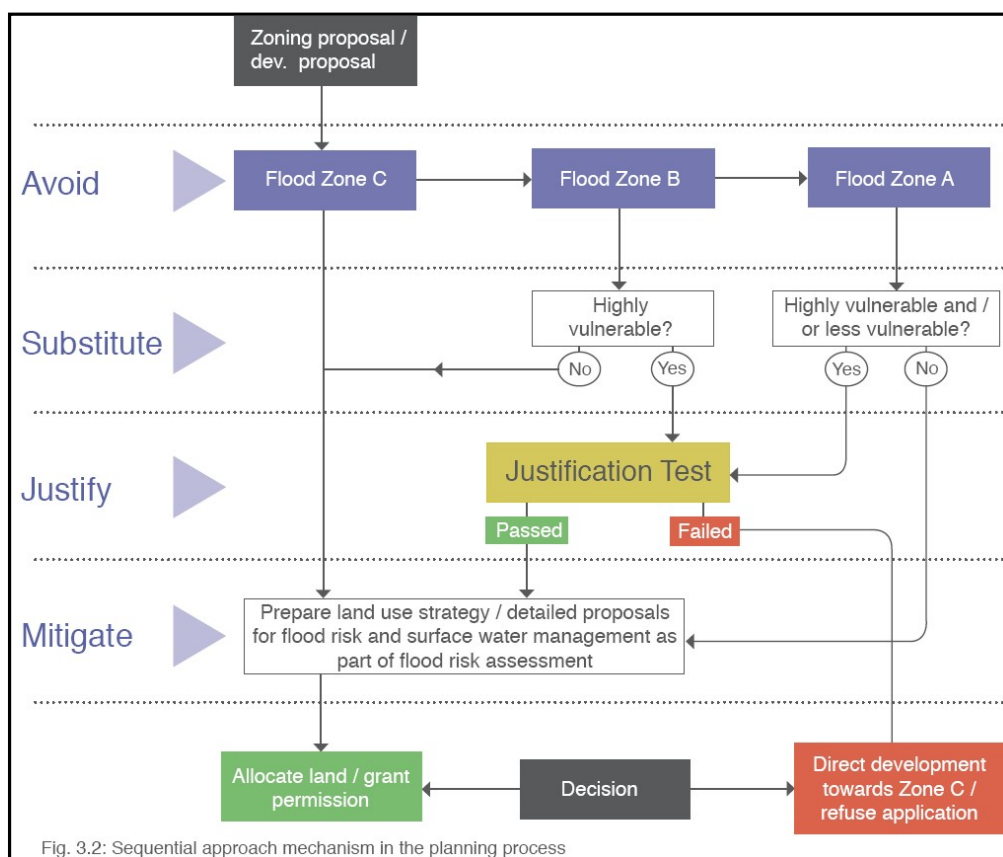 Zoning proposal /
dev. proposal
Avoid
Flood Zone C
Flood Zone B
Flood Zone A
Substitute
Highly
vulnerable?
Highly vulnerable and /
or less vulnerable?
No
Yes
Yes
No
Justify
Justification Test
Passed
Failed
Mitigate
Prepare land use strategy / detailed proposals
for flood risk and surface water management as
part of flood risk assessment
Allocate land / grant
permission
Decision
Direct development
towards Zone C /
refuse application
Fig. 3.2: Sequential approach mechanism in the planning process